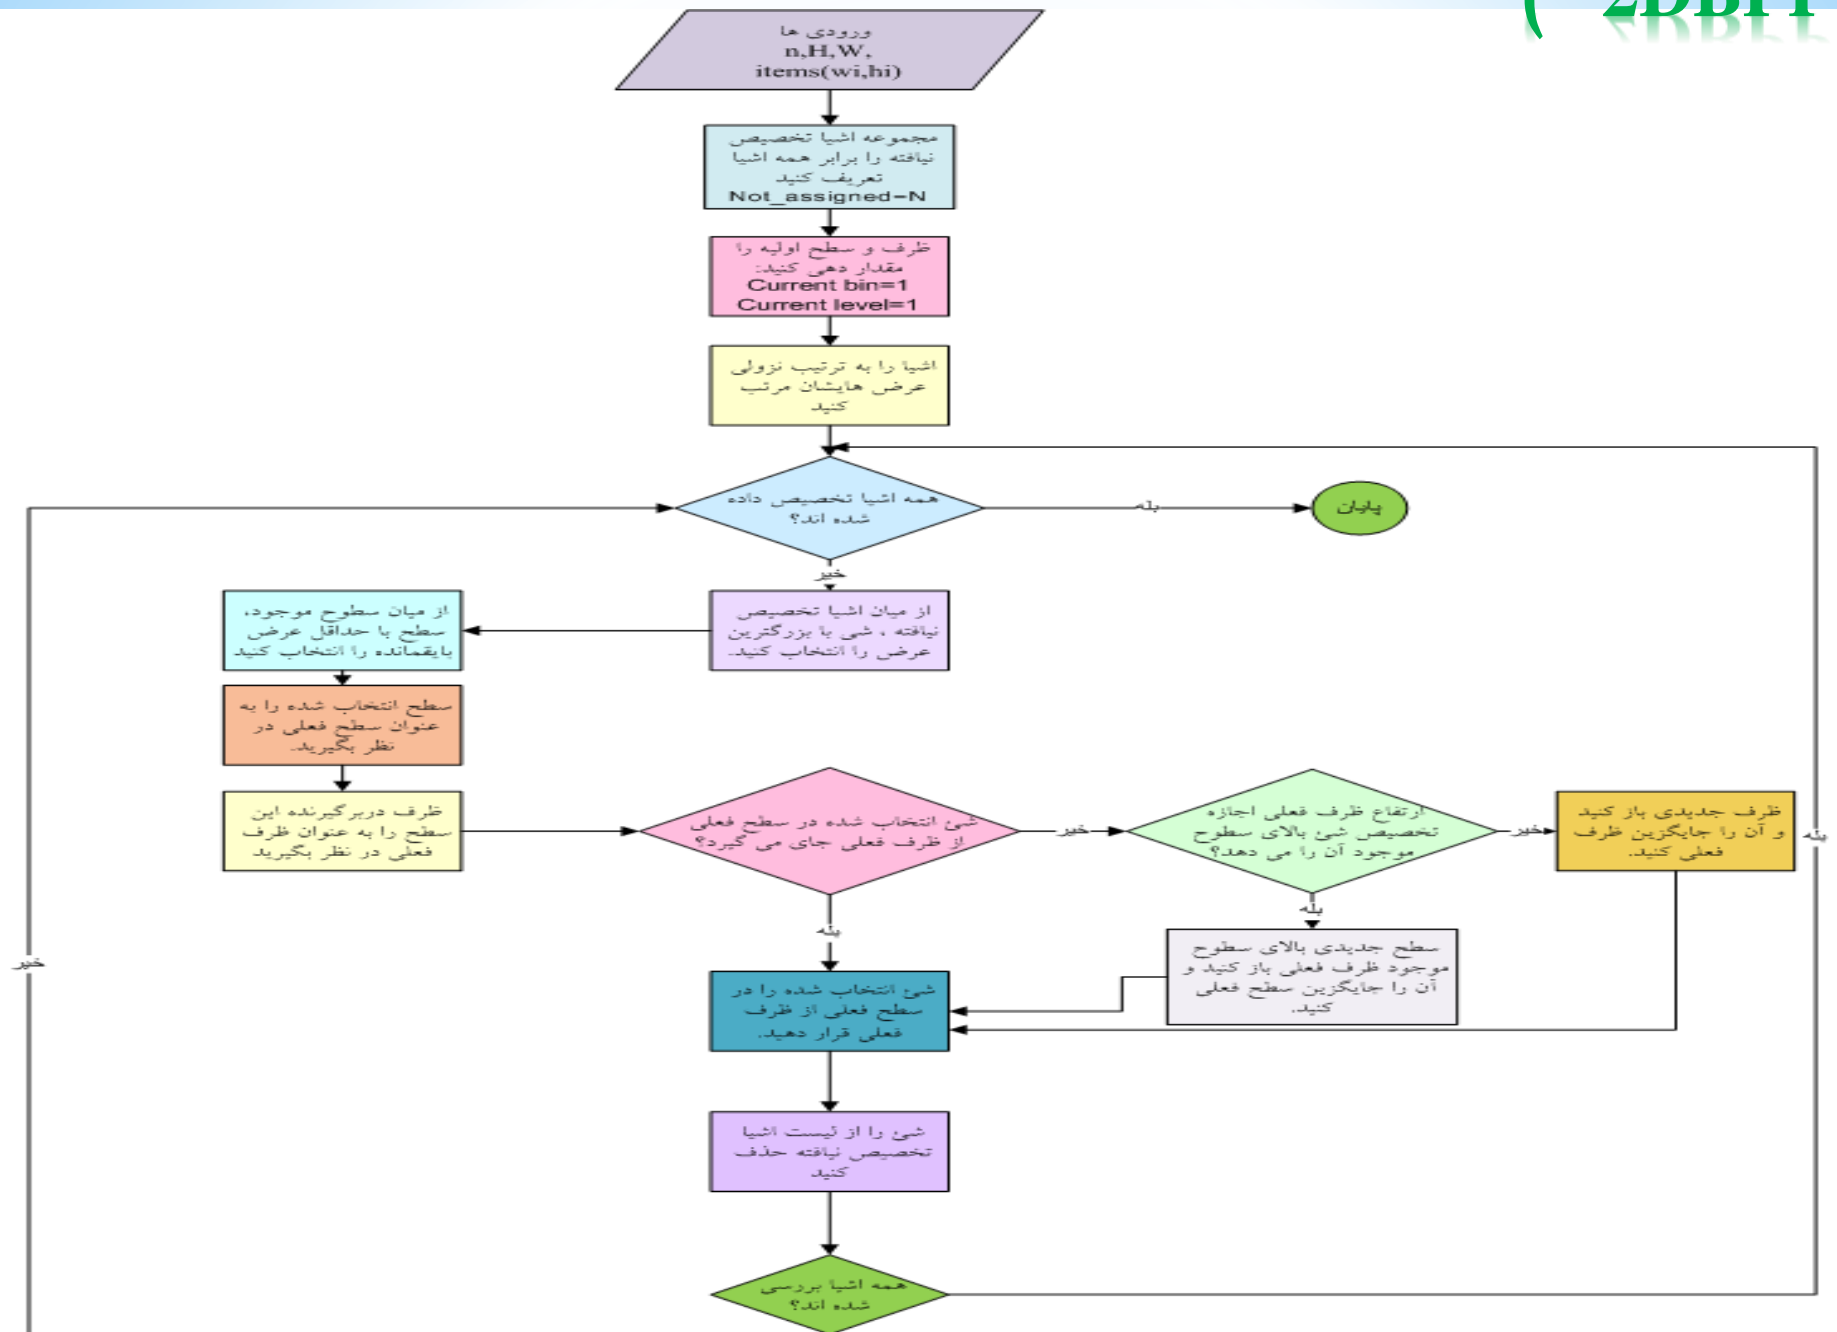 ورودی ها
n,H,W,
items(wi,hi)
مجموعه اشیا تخصیص
نیافته را برابر همه اشیا
تعریف کنید
Not_assigned=N
ظرف و سطح اولیه را
مقدار دهی کنید:
Current bin=1
Current level=1
اشیا را به ترتیب نزولی
عرض هایشان مرتب
کنید
همه اشیا تخصیص داده
شده اند؟
بله
پایان
خیر
از میان اشیا تخصیص
نیافته ، شی با بزرگترین
عرض را انتخاب کنید.
از میان سطوح موجود،
سطح با حداقل عرض
بایقمانده را انتخاب کنید
سطح انتخاب شده را به
عنوان سطح فعلی در
نظر بگیرید.
ظرف دربرگیرنده این
سطح را به عنوان ظرف
فعلی در نظر بگیرید
شئ انتخاب شده در سطح فعلی
از ظرف فعلی جای می گیرد؟
خیر
ارتفاع ظرف فعلی اجازه
تخصیص شئ بالای سطوح
موجود آن را می دهد؟
خیر
ظرف جدیدی باز کنید
و آن را جایگزین ظرف
فعلی کنید.
بله
بله
بله
سطح جدیدی بالای سطوح
موجود ظرف فعلی باز کنید و
آن را جایگزین سطح فعلی
کنید.
شئ انتخاب شده را در
سطح فعلی از ظرف
فعلی قرار دهید.
خیر
شئ را از لیست اشیا
تخصیص نیافته حذف
کنید
همه اشیا بررسی
شده اند؟